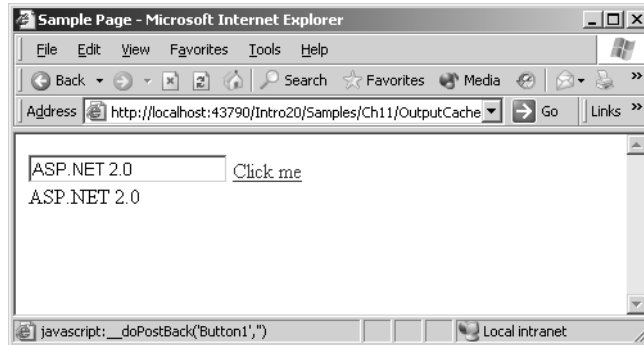 Sample Page - Microsoft Internet Explorer
File Edit View Favorites Tools Help
Back Search Favorites Media »
Address http://localhost:43790/Intro20/Samples/Ch11/OutputCache Go Links »
ASP.NET 2.0 Click me
ASP.NET 2.0
javascript:__doPostBack('Button1','') Local intranet